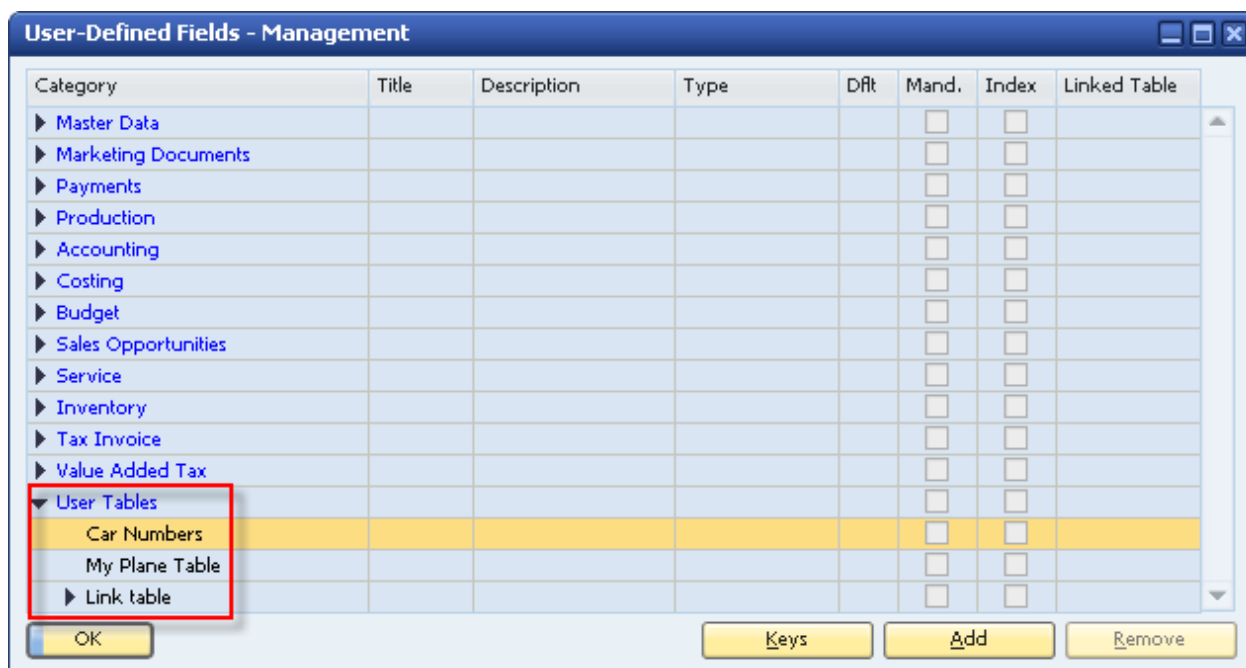 User-Defined Fields - Management
Category Title Description Type Dflt Mand. Index Linked Table
Master Data
Marketing Documents
Payments
Production
Accounting
Costing
Budget
Sales Opportunities
Service
Inventory
Tax Invoice
Value Added Tax
User Tables
Car Numbers
My Plane Table
Link table
OK Keys Add Remove